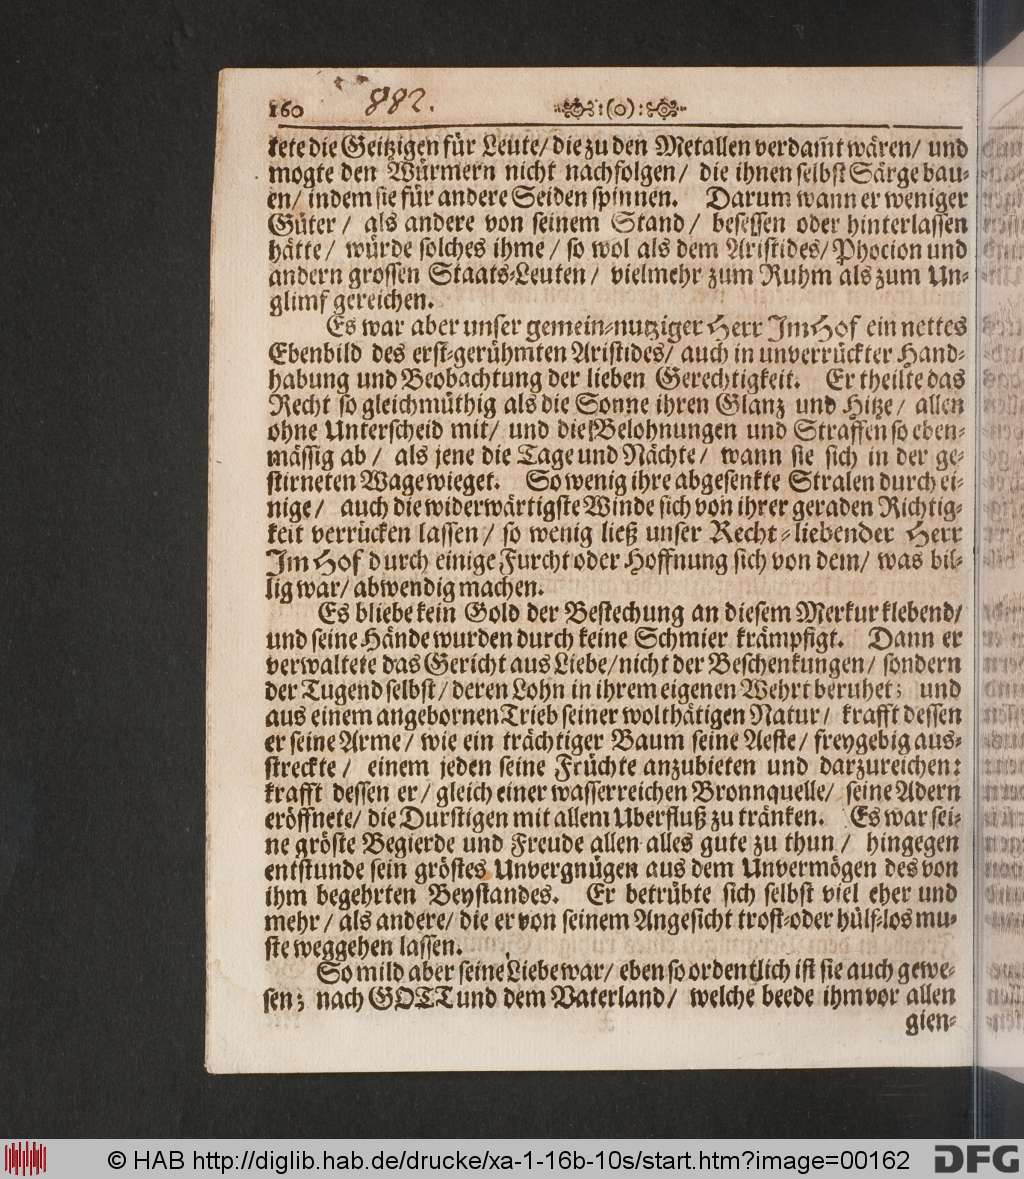 160 882. :(o):
kete die Geitzigen für Leute/ die zu den Metallen verdam̃t wären/ und
mogte den Würmern nicht nachfolgen/ die ihnen selbst Särge bau-
en/ indem sie für andere Seiden spinnen. Darum wann er weniger
Güter/ als andere von seinem Stand/ besessen oder hinterlassen
hätte/ würde solches ihme/ so wol als dem Aristides/ Phocion und
andern grossen Staats-Leuten/ vielmehr zum Ruhm als zum Un-
glimf gereichen.
Es war aber unser gemein-nutziger Herr Im Hof ein nettes
Ebenbild des erst-gerühmten Aristides/ auch in unverrückter Hand-
habung und Beobachtung der lieben Gerechtigkeit. Er theilte das
Recht so gleichmüthig als die Sonne ihren Glanz und Hitze/ allen
ohne Unterscheid mit/ und die Belohnungen und Straffen so eben-
mässig ab/ als jene die Tage und Nächte/ wann sie sich in der ge-
stirneten Wage wieget. So wenig ihre abgesenkte Stralen durch ei-
nige/ auch die widerwärtigste Winde sich von ihrer geraden Richtig-
keit verrücken lassen/ so wenig ließ unser Recht-liebender Herr
Im Hof durch einige Furcht oder Hoffnung sich von dem/ was bil-
lig war/ abwendig machen.
Es bliebe kein Gold der Bestechung an diesem Merkur klebend/
und seine Hände wurden durch keine Schmier krämpfigt. Dann er
verwaltete das Gericht aus Liebe/ nicht der Beschenkungen/ sondern
der Tugend selbst/ deren Lohn in ihrem eigenen Wehrt beruhet; und
aus einem angebornen Trieb seiner wolthätigen Natur/ krafft dessen
er seine Arme/ wie ein trächtiger Baum seine Aeste/ freygebig aus-
streckte/ einem jeden seine Früchte anzubieten und darzureichen:
krafft dessen er/ gleich einer wasserreichen Bronnquelle/ seine Adern
eröffnete/ die Durstigen mit allem Uberfluß zu tränken. Es war sei-
ne gröste Begierde und Freude allen alles gute zu thun/ hingegen
entstunde sein gröstes Unvergnügen aus dem Unvermögen des von
ihm begehrten Beystandes. Er betrübte sich selbst viel eher und
mehr/ als andere/ die er von seinem Angesicht trost-oder hülf-los mu-
ste weggehen lassen.
So mild aber seine Liebe war/ eben so ordentlich ist sie auch gewe-
sen; nach GOTT und dem Vaterland/ welche beede ihm vor allen
gien-
© HAB http://diglib.hab.de/drucke/xa-1-16b-10s/start.htm?image=00162 DFG